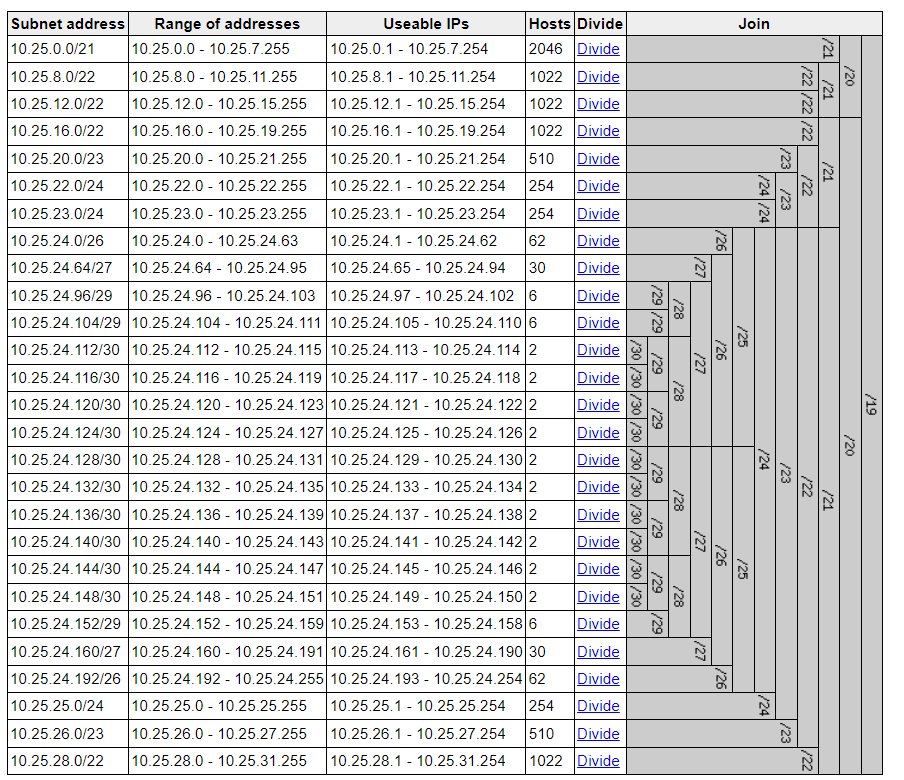 Subnet address Range of addresses Useable IPs Hosts Divide Join
10.25.0.0/21 10.25.0.0 - 10.25.7.255 10.25.0.1 - 10.25.7.254 2046 Divide /21 /20 /19
10.25.8.0/22 10.25.8.0 - 10.25.11.255 10.25.8.1 - 10.25.11.254 1022 Divide /22 /21
10.25.12.0/22 10.25.12.0 - 10.25.15.255 10.25.12.1 - 10.25.15.254 1022 Divide /22
10.25.16.0/22 10.25.16.0 - 10.25.19.255 10.25.16.1 - 10.25.19.254 1022 Divide /22 /21 /20
10.25.20.0/23 10.25.20.0 - 10.25.21.255 10.25.20.1 - 10.25.21.254 510 Divide /23 /22
10.25.22.0/24 10.25.22.0 - 10.25.22.255 10.25.22.1 - 10.25.22.254 254 Divide /24 /23
10.25.23.0/24 10.25.23.0 - 10.25.23.255 10.25.23.1 - 10.25.23.254 254 Divide /24
10.25.24.0/26 10.25.24.0 - 10.25.24.63 10.25.24.1 - 10.25.24.62 62 Divide /26 /25 /24 /23 /22 /21
10.25.24.64/27 10.25.24.64 - 10.25.24.95 10.25.24.65 - 10.25.24.94 30 Divide /27 /26
10.25.24.96/29 10.25.24.96 - 10.25.24.103 10.25.24.97 - 10.25.24.102 6 Divide /29 /28 /27
10.25.24.104/29 10.25.24.104 - 10.25.24.111 10.25.24.105 - 10.25.24.110 6 Divide /29
10.25.24.112/30 10.25.24.112 - 10.25.24.115 10.25.24.113 - 10.25.24.114 2 Divide /30 /29 /28
10.25.24.116/30 10.25.24.116 - 10.25.24.119 10.25.24.117 - 10.25.24.118 2 Divide /30
10.25.24.120/30 10.25.24.120 - 10.25.24.123 10.25.24.121 - 10.25.24.122 2 Divide /30 /29
10.25.24.124/30 10.25.24.124 - 10.25.24.127 10.25.24.125 - 10.25.24.126 2 Divide /30
10.25.24.128/30 10.25.24.128 - 10.25.24.131 10.25.24.129 - 10.25.24.130 2 Divide /30 /29 /28 /27 /26 /25
10.25.24.132/30 10.25.24.132 - 10.25.24.135 10.25.24.133 - 10.25.24.134 2 Divide /30
10.25.24.136/30 10.25.24.136 - 10.25.24.139 10.25.24.137 - 10.25.24.138 2 Divide /30 /29
10.25.24.140/30 10.25.24.140 - 10.25.24.143 10.25.24.141 - 10.25.24.142 2 Divide /30
10.25.24.144/30 10.25.24.144 - 10.25.24.147 10.25.24.145 - 10.25.24.146 2 Divide /30 /29 /28
10.25.24.148/30 10.25.24.148 - 10.25.24.151 10.25.24.149 - 10.25.24.150 2 Divide /30
10.25.24.152/29 10.25.24.152 - 10.25.24.159 10.25.24.153 - 10.25.24.158 6 Divide /29
10.25.24.160/27 10.25.24.160 - 10.25.24.191 10.25.24.161 - 10.25.24.190 30 Divide /27
10.25.24.192/26 10.25.24.192 - 10.25.24.255 10.25.24.193 - 10.25.24.254 62 Divide /26
10.25.25.0/24 10.25.25.0 - 10.25.25.255 10.25.25.1 - 10.25.25.254 254 Divide /24
10.25.26.0/23 10.25.26.0 - 10.25.27.255 10.25.26.1 - 10.25.27.254 510 Divide /23
10.25.28.0/22 10.25.28.0 - 10.25.31.255 10.25.28.1 - 10.25.31.254 1022 Divide /22